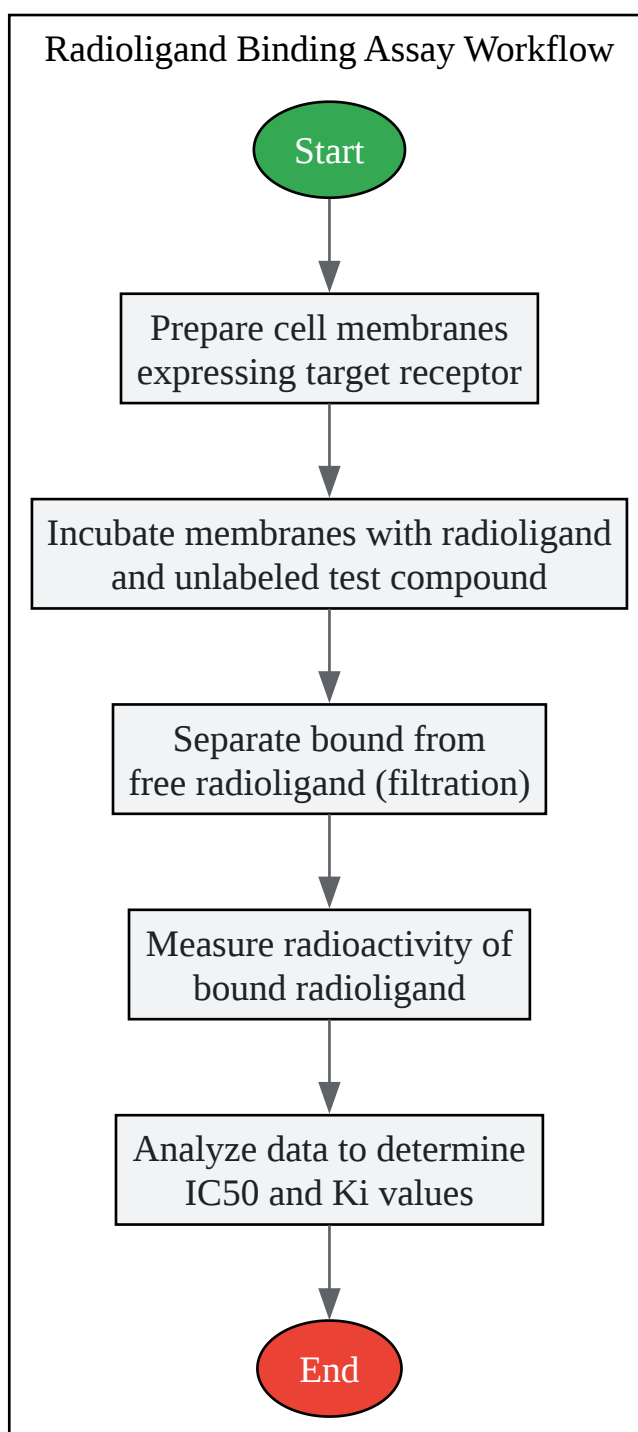 Radioligand Binding Assay Workflow
Start
Prepare cell membranes
expressing target receptor
Incubate membranes with radioligand
and unlabeled test compound
Separate bound from
free radioligand (filtration)
Measure radioactivity of
bound radioligand
Analyze data to determine
IC50 and Ki values
End